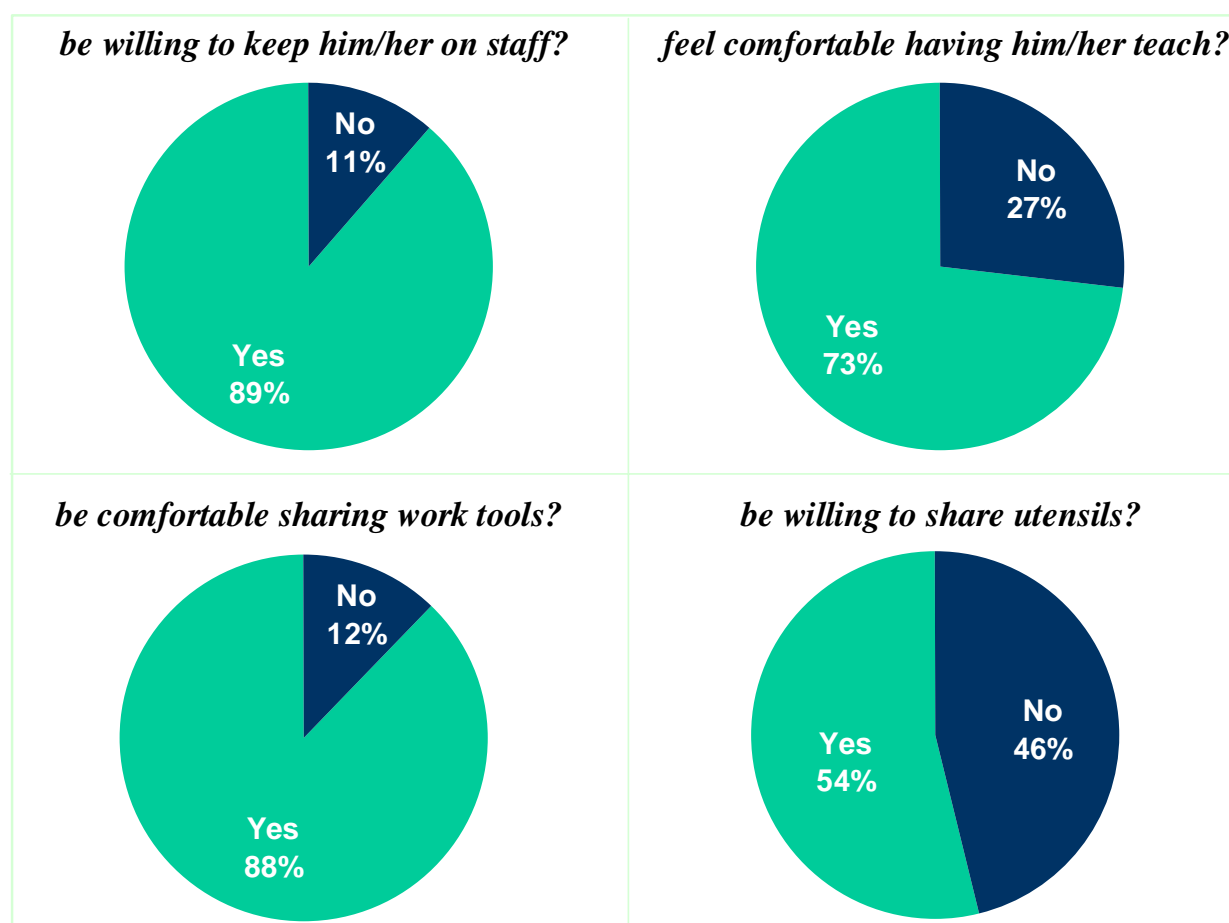 be willing to keep him/her on staff?
No
11%
Yes
89%
feel comfortable having him/her teach?
No
27%
Yes
73%
be comfortable sharing work tools?
No
12%
Yes
88%
be willing to share utensils?
No
46%
Yes
54%